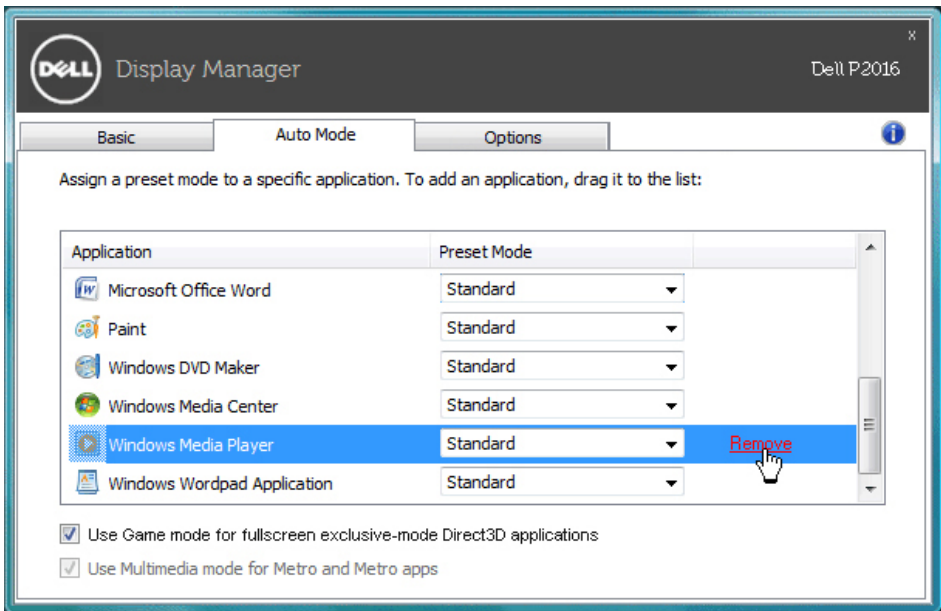 x
DELL Display Manager Dell P2016
Basic Auto Mode Options i
Assign a preset mode to a specific application. To add an application, drag it to the list:
Application Preset Mode
Microsoft Office Word Standard
Paint Standard
Windows DVD Maker Standard
Windows Media Center Standard
Windows Media Player Standard Remove
Windows Wordpad Application Standard
Use Game mode for fullscreen exclusive-mode Direct3D applications
Use Multimedia mode for Metro and Metro apps